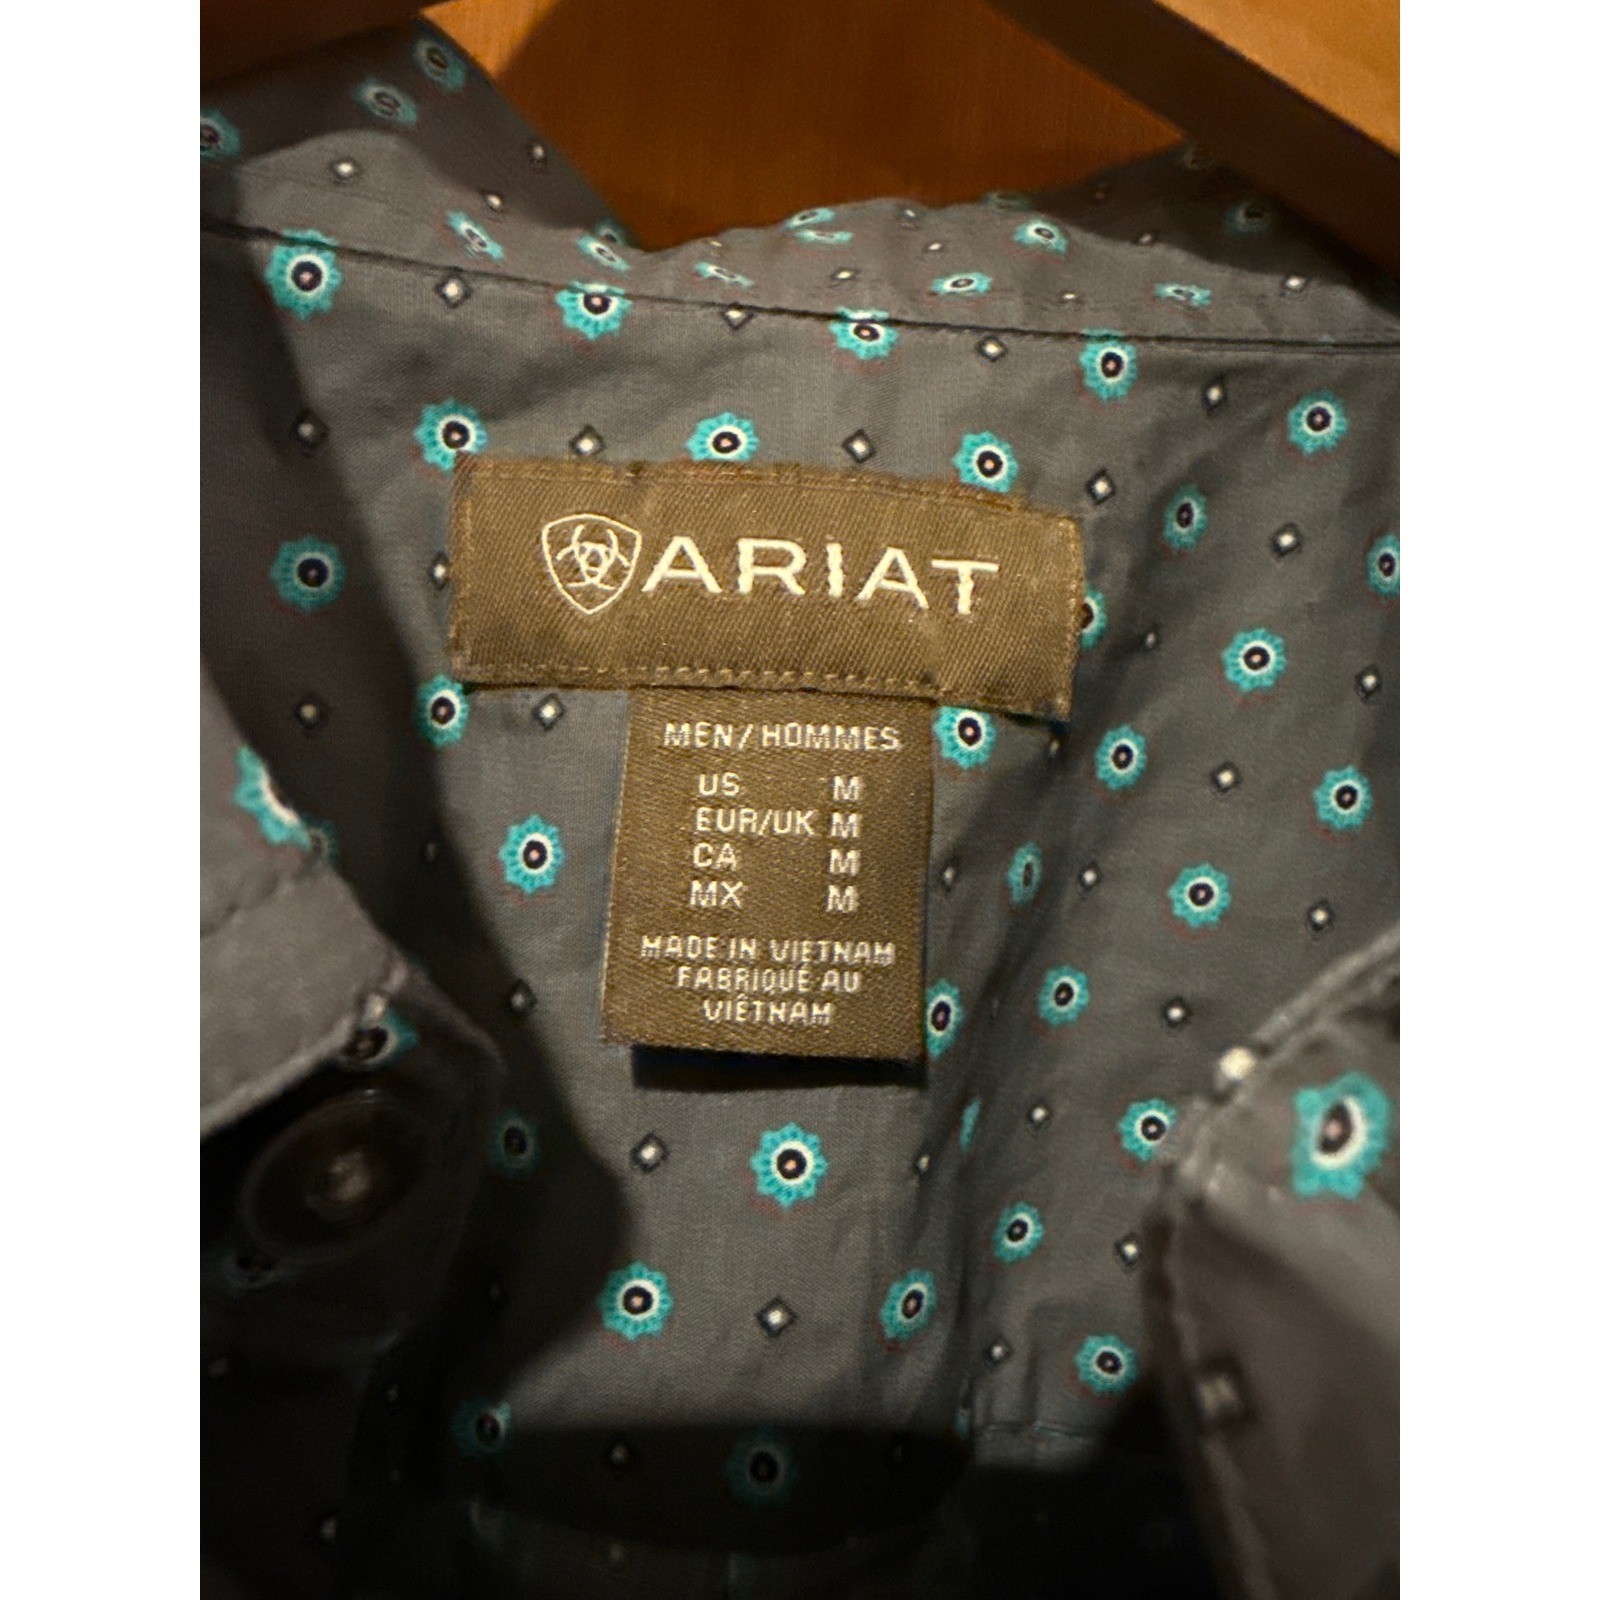 ARIAT
MEN/HOMMES
US M
EUR/UK M
CA M
MX M
MADE IN VIETNAM
FABRIQUÉ AU
VIÊTNAM